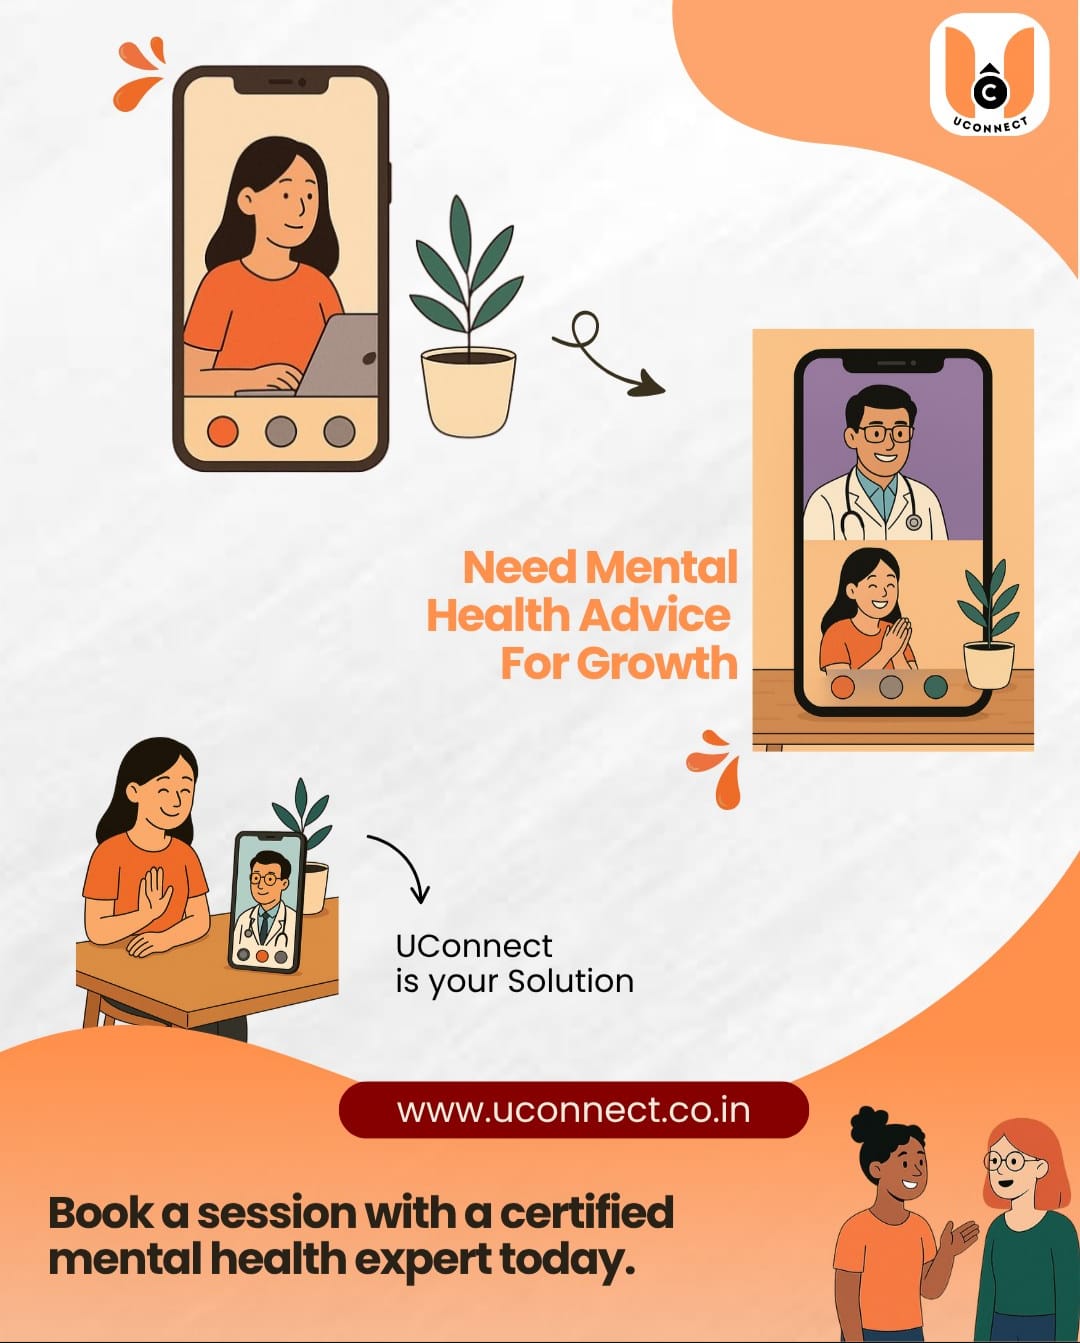 C
UCONNECT
Need Mental
Health Advice
For Growth
UConnect
is your Solution
www.uconnect.co.in
Book a session with a certified
mental health expert today.